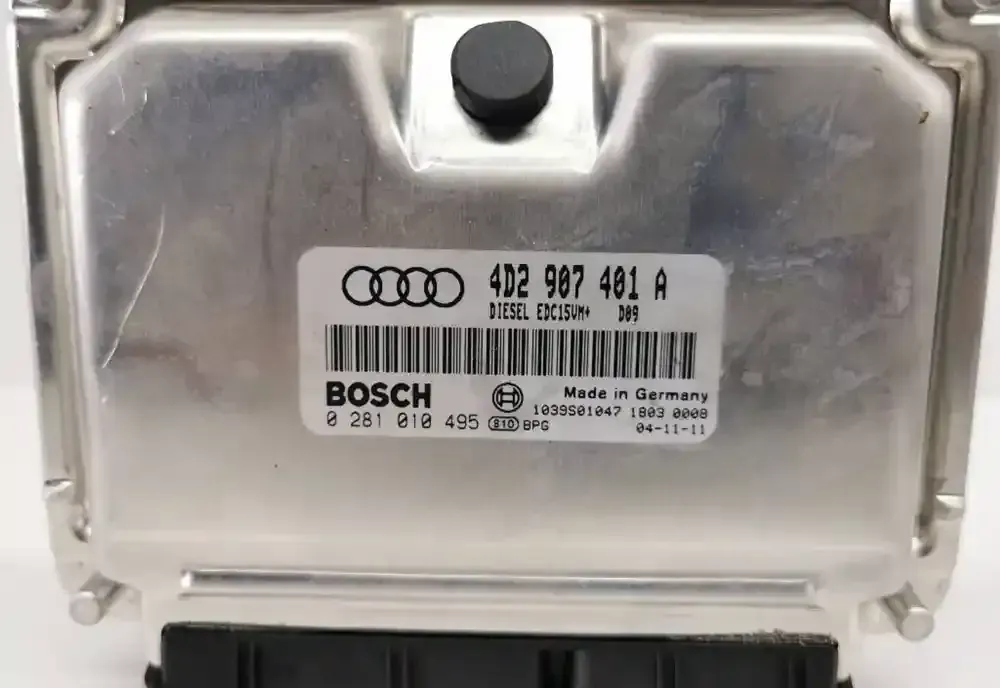 4D2 907 401 A
DIESEL EDC15VM+ D09
BOSCH Made in Germany
1039S01047 1803 0008
0 281 010 495 S10 BPG 04-11-11